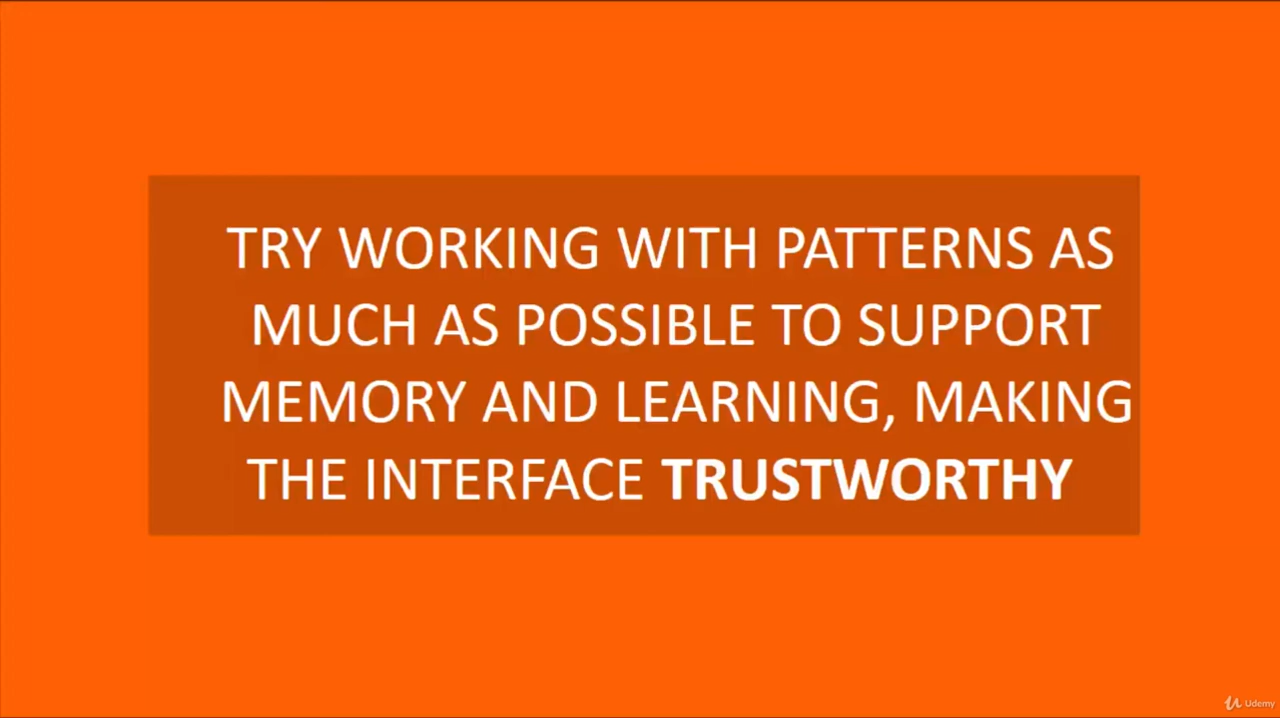 TRY WORKING WITH PATTERNS AS
MUCH AS POSSIBLE TO SUPPORT
MEMORY AND LEARNING, MAKING
THE INTERFACE TRUSTWORTHY
Udemy